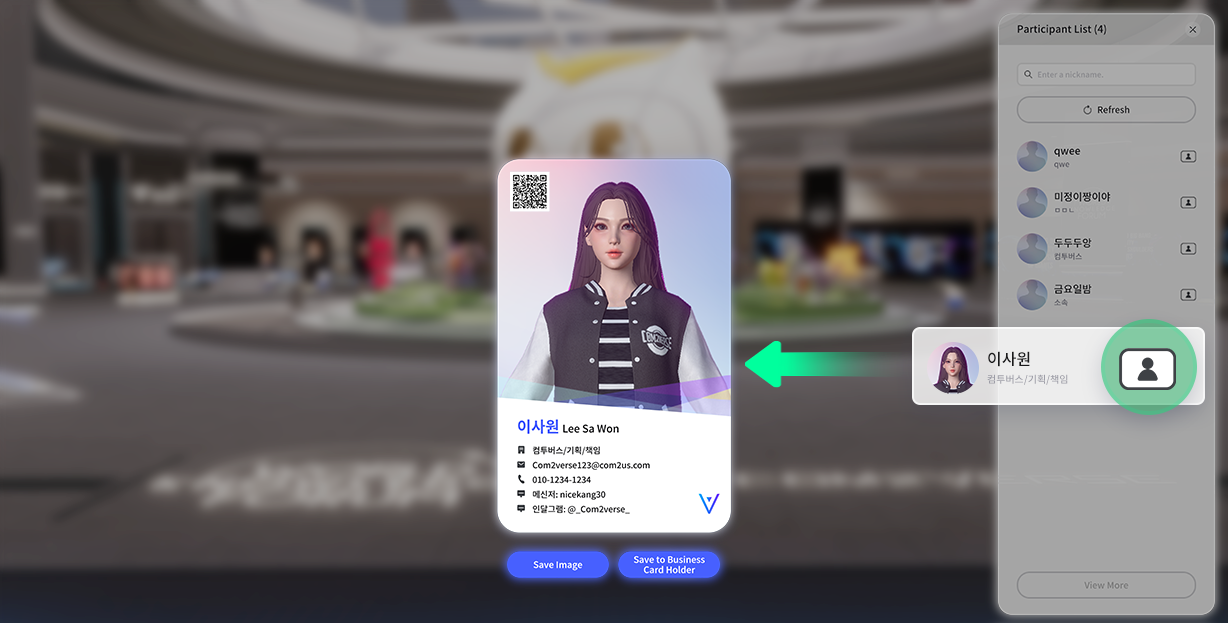 Participant List (4)
Enter a nickname.
Refresh
qwee
qwe
미정이짱이야
ㅁㅁㄴ
두두두앙
컴투버스
금요일밤
소속
이사원
컴투버스/기획/책임
View More
이사원 Lee Sa Won
컴투버스/기획/책임
Com2verse123@com2us.com
010-1234-1234
메신저: nicekang30
인달그램: @_Com2verse_
Save Image
Save to Business
Card Holder